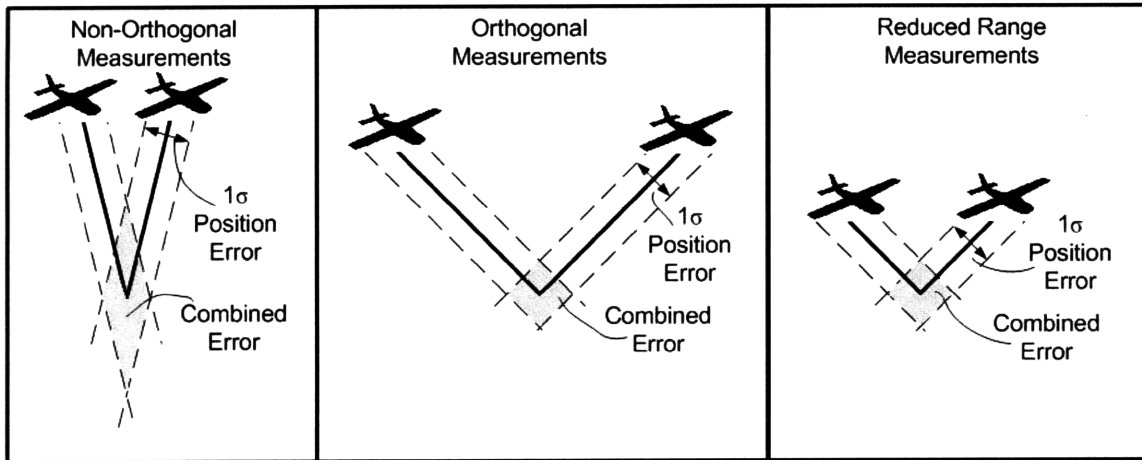 Non-Orthogonal
Measurements
1σ
Position
Error
Combined
Error
Orthogonal
Measurements
1σ
Position
Error
Combined
Error
Reduced Range
Measurements
1σ
Position
Error
Combined
Error